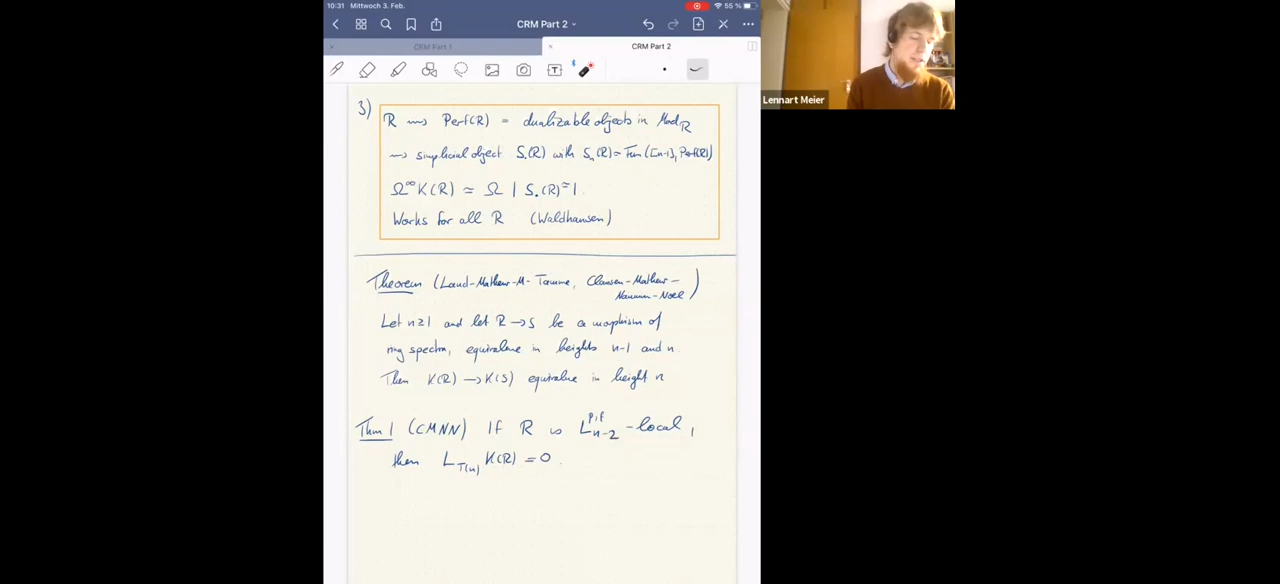 10:31 Mittwoch 3. Feb.
55 %
CRM Part 2
CRM Part 1
CRM Part 2
Lennart Meier
3) R ⇝ Perf(R) = dualizable objects in Mod_R
⇝ simplicial object S.(R) with S_n(R) ≃ Fun([n-1], Perf(R))
Ω^∞ K(R) ≃ Ω | S.(R)^≃ |.
Works for all R (Waldhausen)
Theorem (Land-Mathew-M-Tamme, Clausen-Mathew-
Naumann-Noel)
Let n ≥ 1 and let R → S be a morphism of
ring spectra, equivalence in heights n-1 and n.
Then K(R) → K(S) equivalence in height n
Thm 1 (CMNN) If R is L_{n-2}^{p,f} -local,
then L_{T(n)} K(R) = 0.